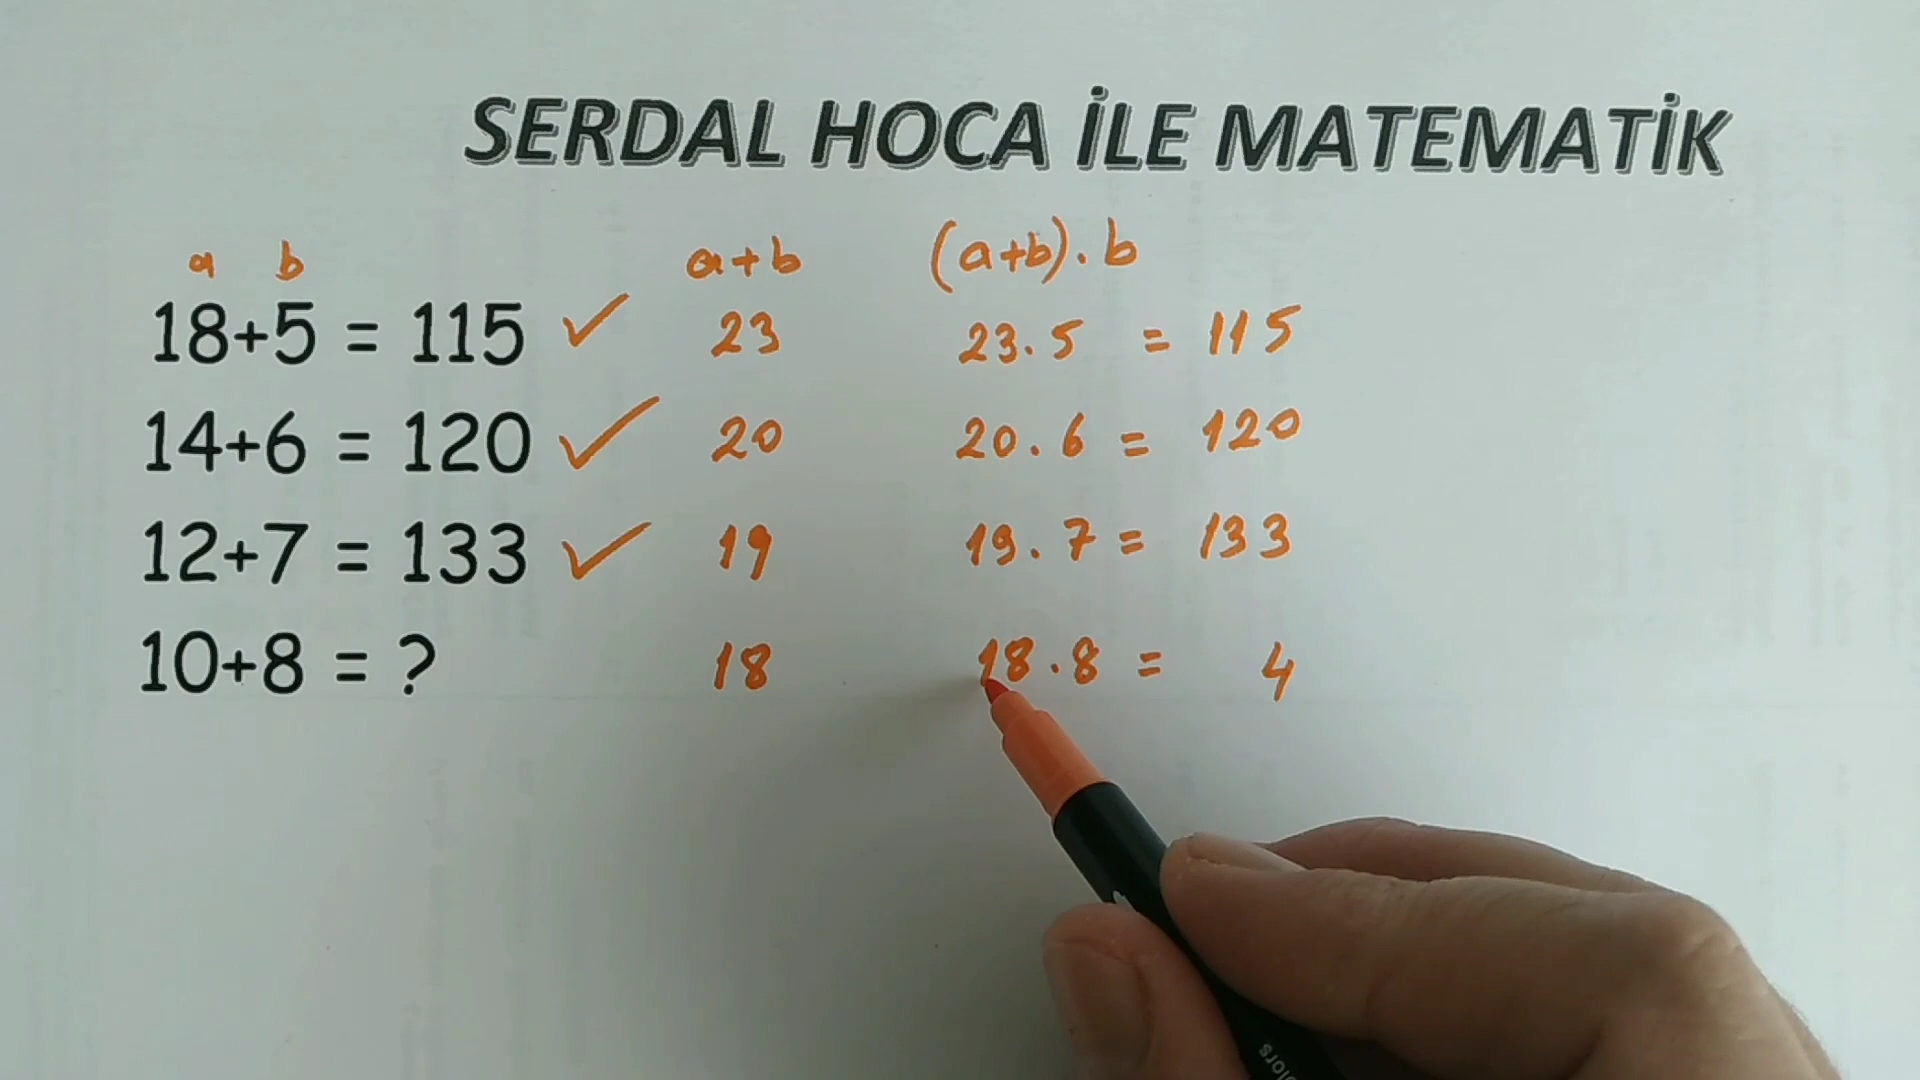 SERDAL HOCA İLE MATEMATİK
a b a+b (a+b).b
18+5 = 115 ✓ 23 23.5 = 115
14+6 = 120 ✓ 20 20.6 = 120
12+7 = 133 ✓ 19 19.7 = 133
10+8 = ? 18 18.8 = 4
olors